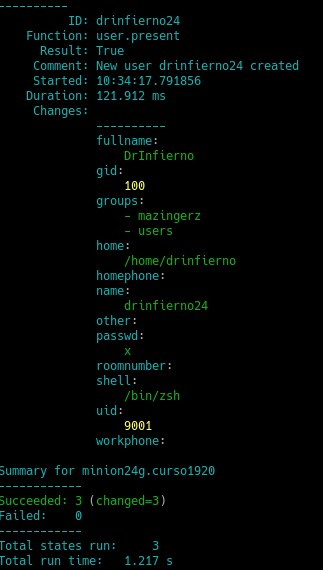 ----------
          ID: drinfierno24
    Function: user.present
      Result: True
     Comment: New user drinfierno24 created
     Started: 10:34:17.791856
    Duration: 121.912 ms
     Changes:
              ----------
              fullname:
                  DrInfierno
              gid:
                  100
              groups:
                  - mazingerz
                  - users
              home:
                  /home/drinfierno
              homephone:
              name:
                  drinfierno24
              other:
              passwd:
                  x
              roomnumber:
              shell:
                  /bin/zsh
              uid:
                  9001
              workphone:

Summary for minion24g.curso1920
------------
Succeeded: 3 (changed=3)
Failed:    0
------------
Total states run:     3
Total run time:   1.217 s